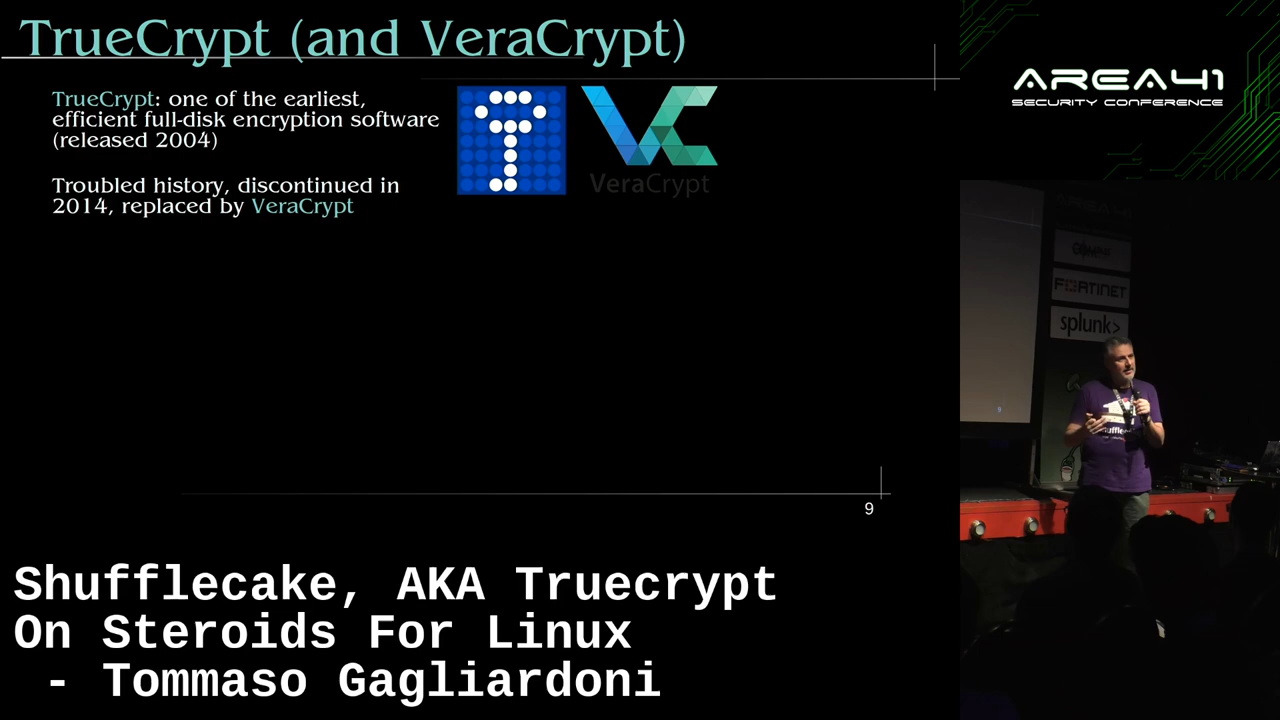 TrueCrypt (and VeraCrypt)
TrueCrypt: one of the earliest,
efficient full-disk encryption software
(released 2004)
Troubled history, discontinued in
2014, replaced by VeraCrypt
VeraCrypt
9
Shufflecake, AKA Truecrypt
On Steroids For Linux
- Tommaso Gagliardoni
AREA41
SECURITY CONFERENCE
AREA41
FORTINET
splunk>
9